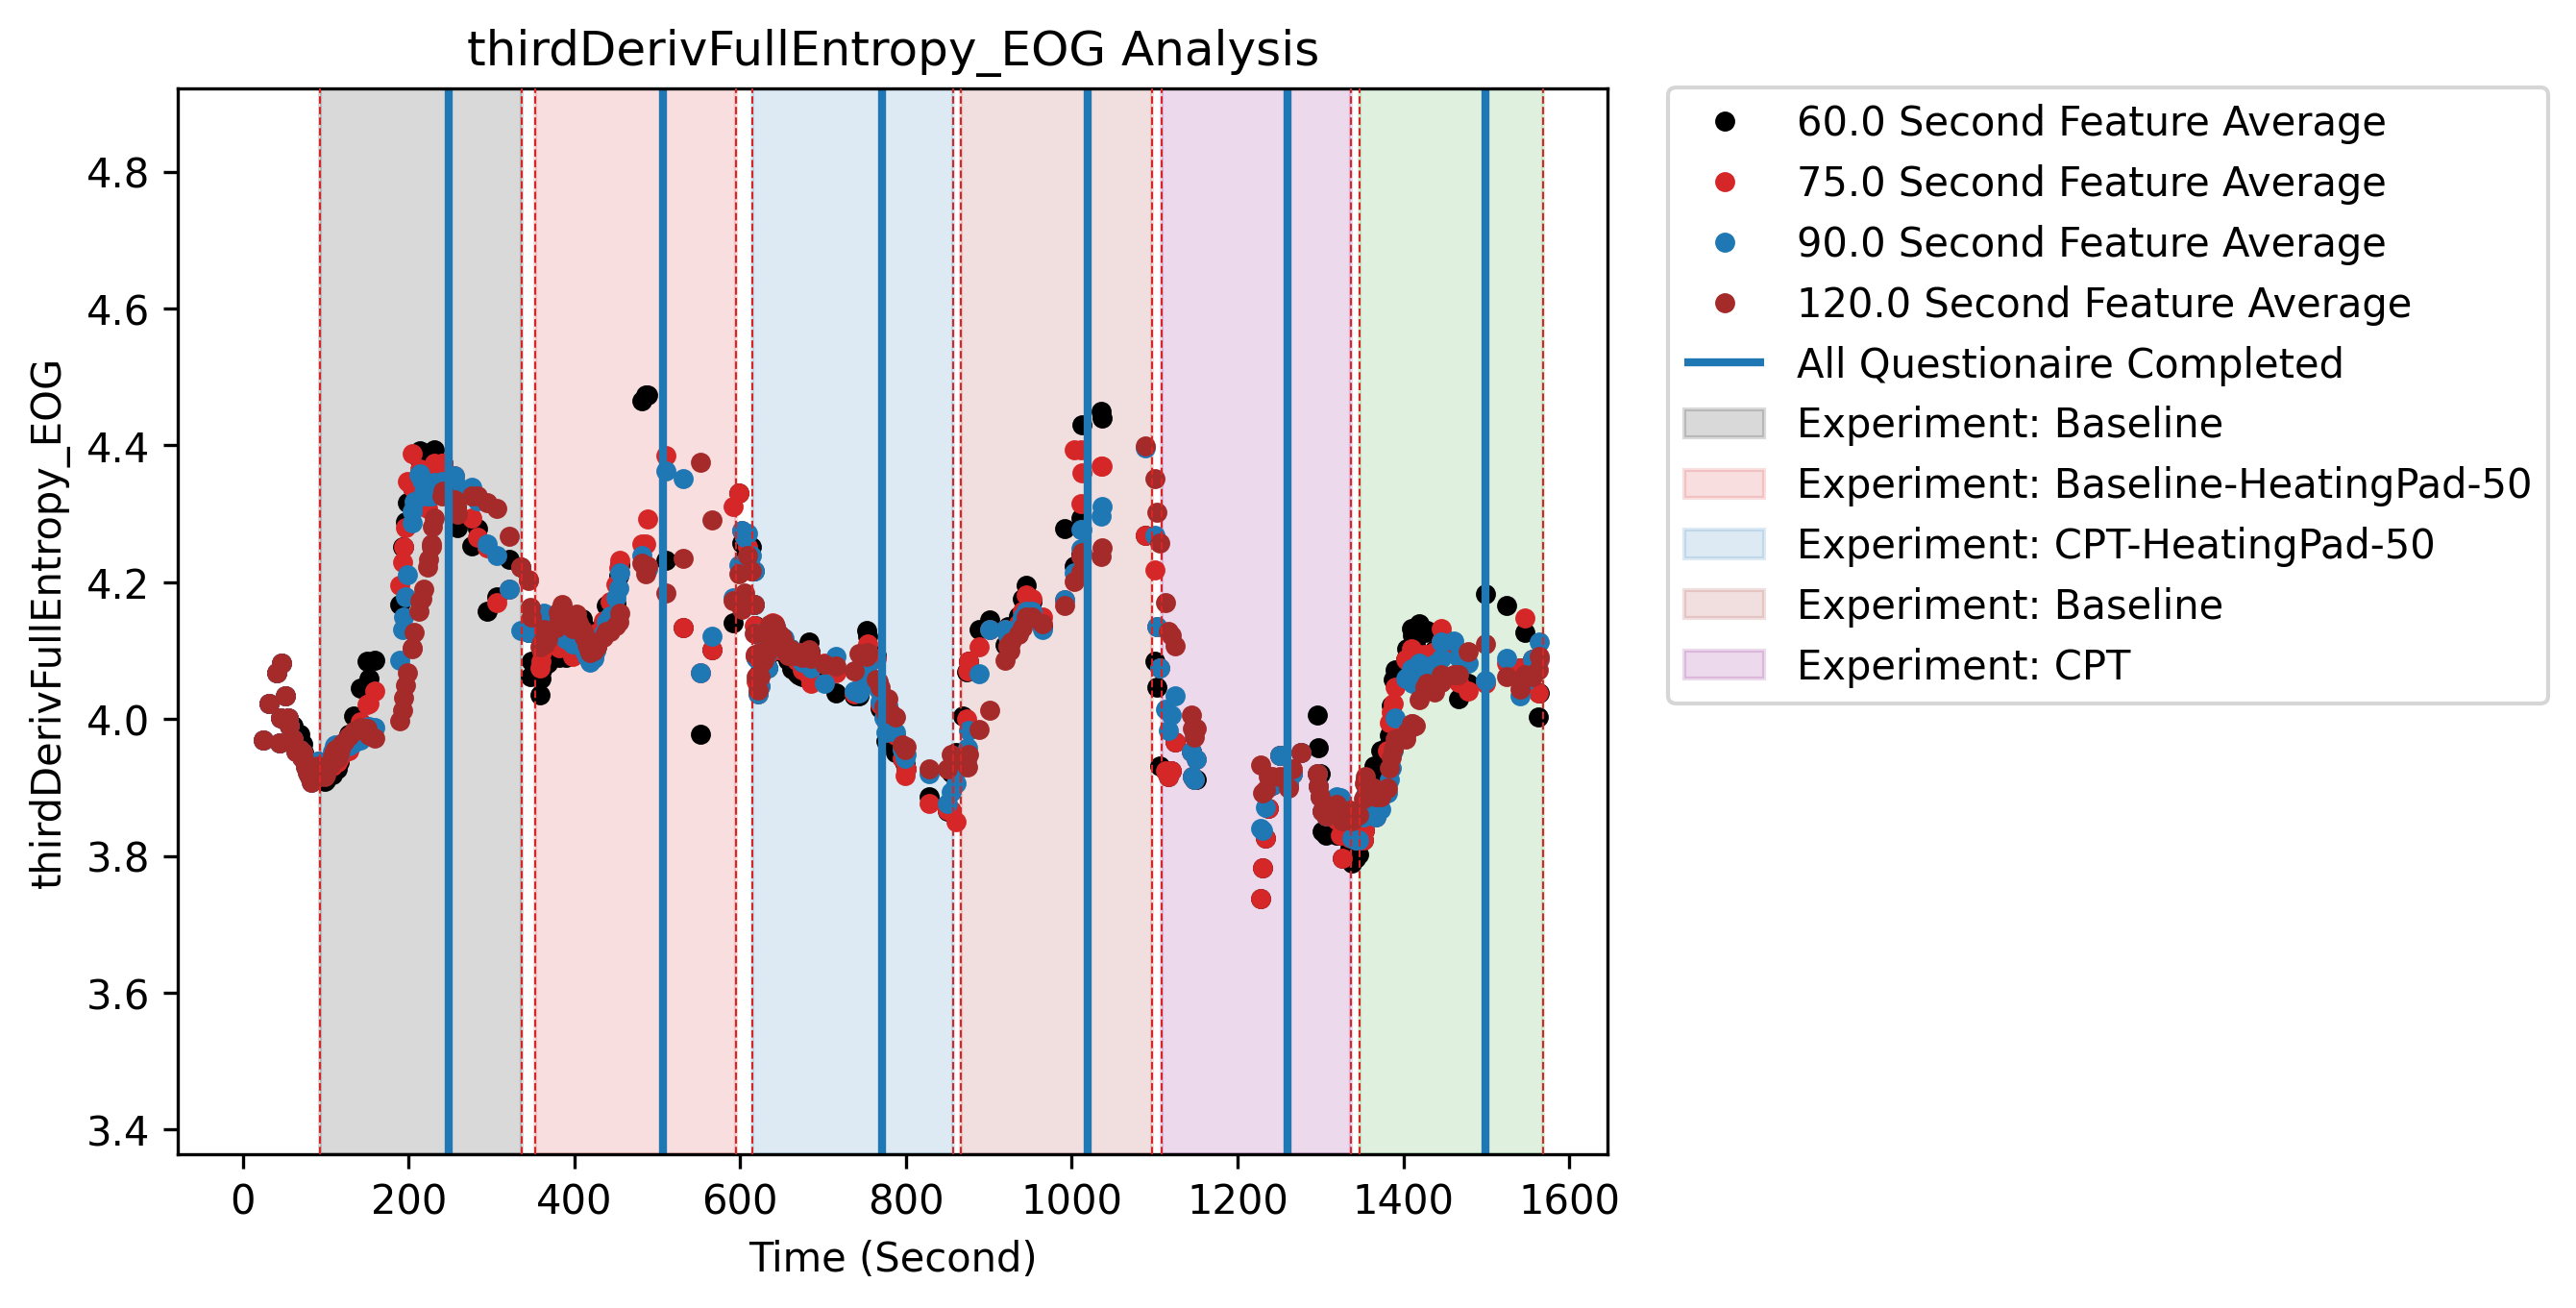 thirdDerivFullEntropy_EOG Analysis
thirdDerivFullEntropy_EOG
4.8
4.6
4.4
4.2
4.0
3.8
3.6
3.4
0 200 400 600 800 1000 1200 1400 1600
Time (Second)
60.0 Second Feature Average
75.0 Second Feature Average
90.0 Second Feature Average
120.0 Second Feature Average
All Questionaire Completed
Experiment: Baseline
Experiment: Baseline-HeatingPad-50
Experiment: CPT-HeatingPad-50
Experiment: Baseline
Experiment: CPT